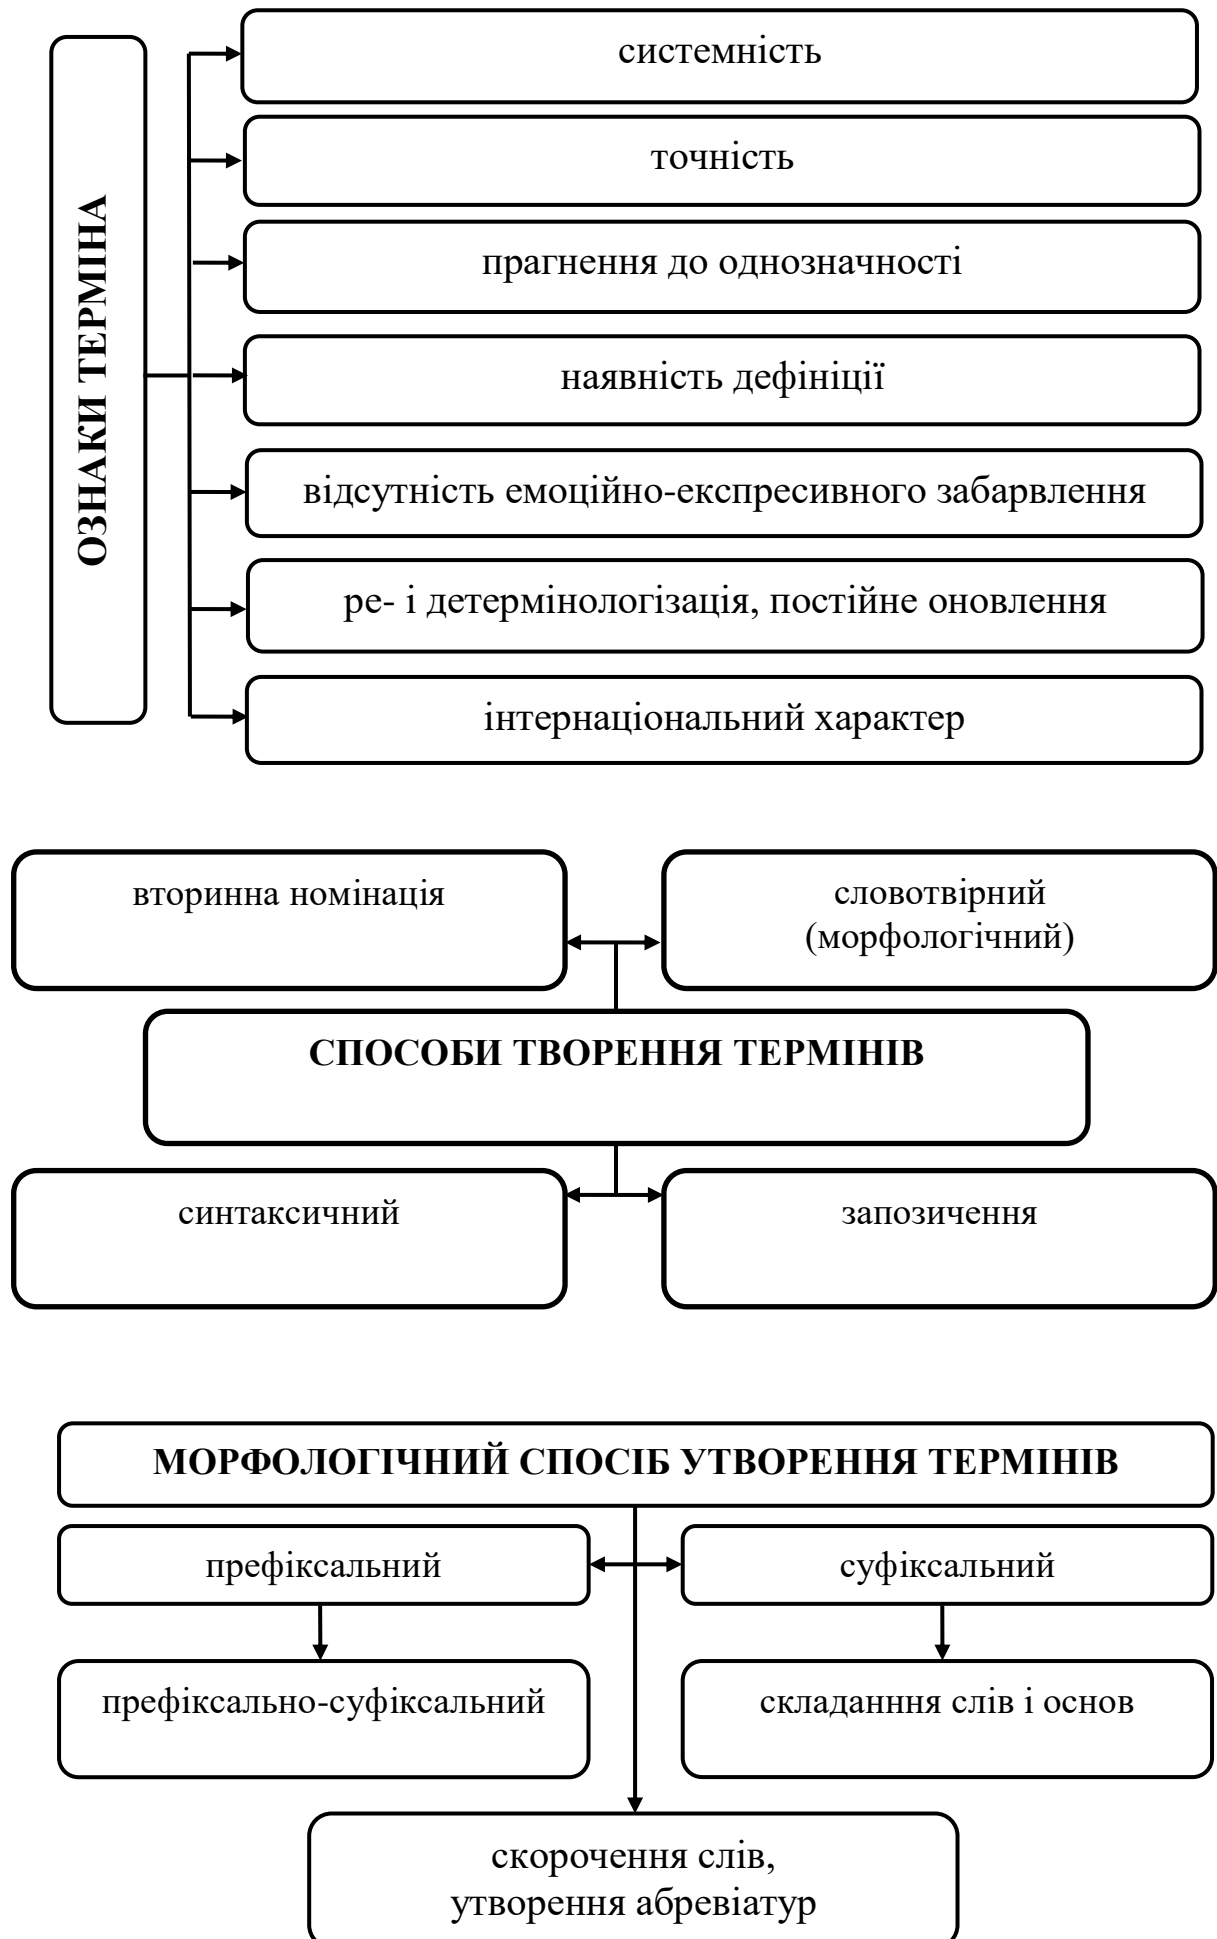 ОЗНАКИ ТЕРМІНА
системність
точність
прагнення до однозначності
наявність дефініції
відсутність емоційно-експресивного забарвлення
ре- і детермінологізація, постійне оновлення
інтернаціональний характер
вторинна номінація
словотвірний
(морфологічний)
СПОСОБИ ТВОРЕННЯ ТЕРМІНІВ
синтаксичний
запозичення
МОРФОЛОГІЧНИЙ СПОСІБ УТВОРЕННЯ ТЕРМІНІВ
префіксальний
суфіксальний
префіксально-суфіксальний
складанння слів і основ
скорочення слів,
утворення абревіатур